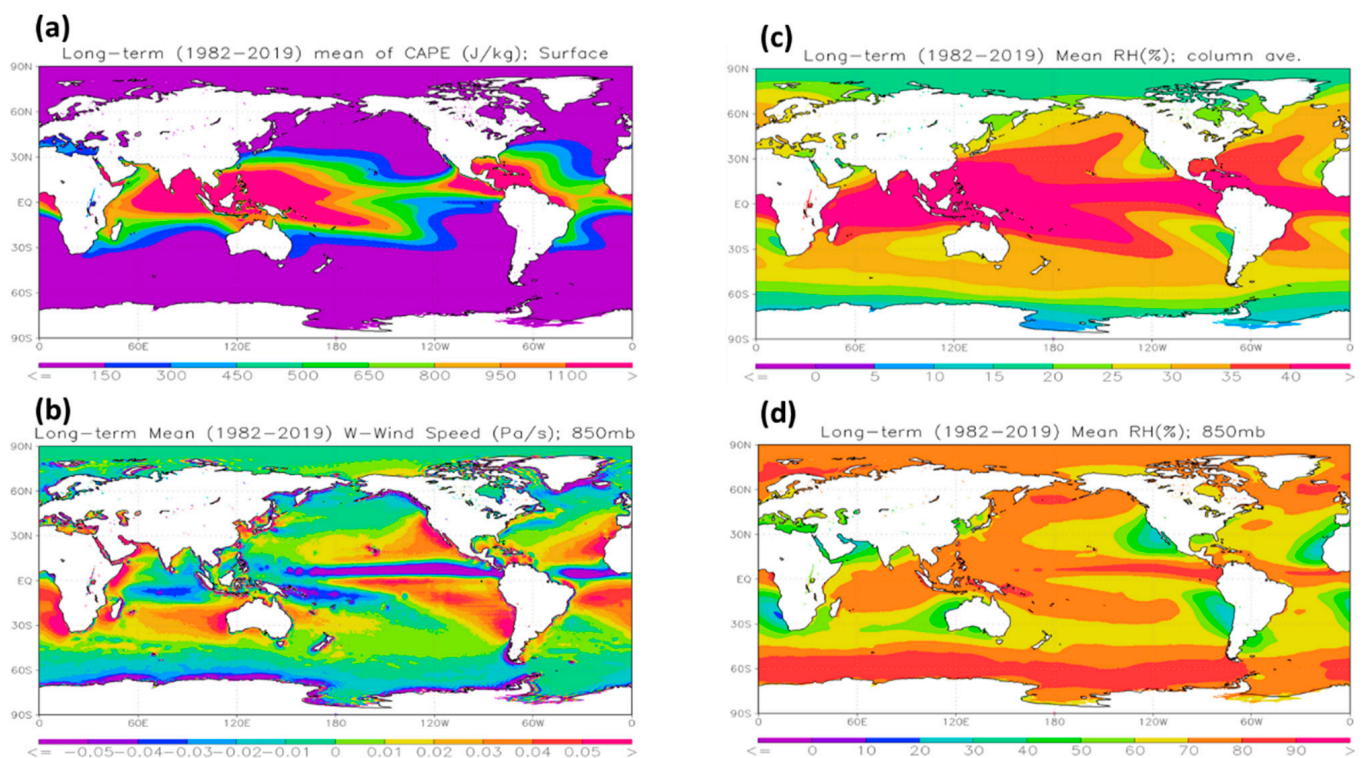 (a)
Long-term (1982-2019) mean of CAPE (J/kg); Surface
90N
60N
30N
EQ
30S
60S
90S
0 60E 120E 180 120W 60W 0
<= 150 300 450 500 650 800 950 1100 >
(b)
Long-term Mean (1982-2019) W-Wind Speed (Pa/s); 850mb
90N
60N
30N
EQ
30S
60S
90S
0 60E 120E 180 120W 60W 0
<= -0.05 -0.04 -0.03 -0.02 -0.01 0 0.01 0.02 0.03 0.04 0.05 >
(c)
Long-term (1982-2019) Mean RH(%); column ave.
90N
60N
30N
EQ
30S
60S
90S
0 60E 120E 180 120W 60W 0
<= 0 5 10 15 20 25 30 35 40 >
(d)
Long-term (1982-2019) Mean RH(%); 850mb
90N
60N
30N
EQ
30S
60S
90S
0 60E 120E 180 120W 60W 0
<= 0 10 20 30 40 50 60 70 80 90 >